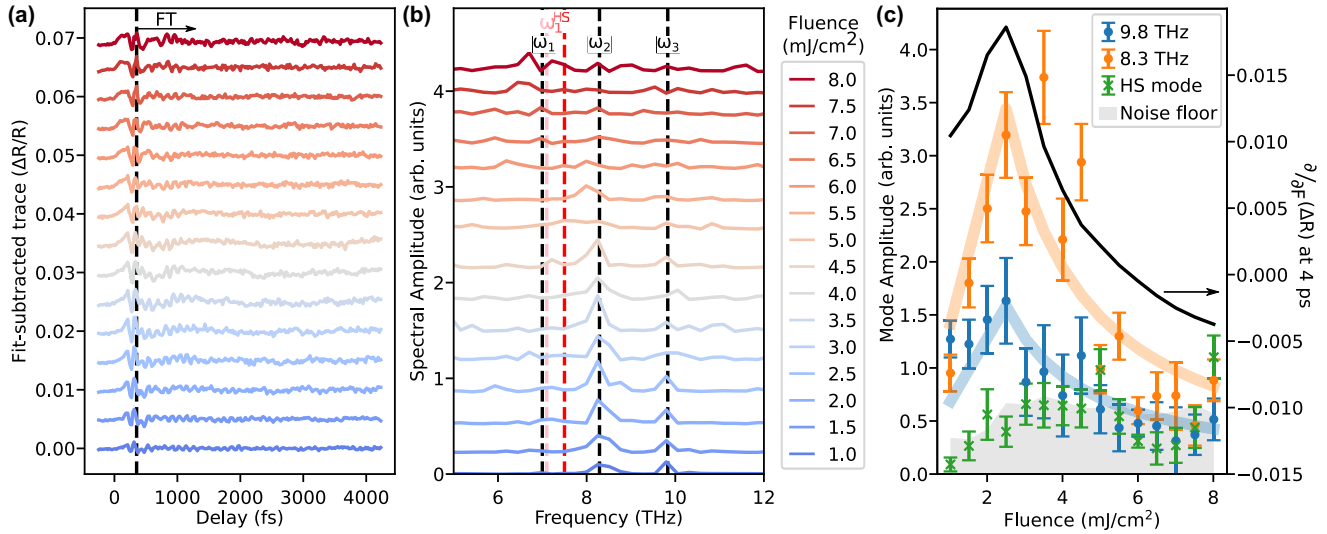 (a)
FT
0.07
0.06
0.05
0.04
0.03
0.02
0.01
0.00
Fit-subtracted trace (ΔR/R)
0
1000
2000
3000
4000
Delay (fs)
(b)
ω₁ᴴˢ
ω₁
ω₂
ω₃
4
3
2
1
0
Spectral Amplitude (arb. units)
6
8
10
12
Frequency (THz)
Fluence
(mJ/cm²)
8.0
7.5
7.0
6.5
6.0
5.5
5.0
4.5
4.0
3.5
3.0
2.5
2.0
1.5
1.0
(c)
9.8 THz
8.3 THz
HS mode
Noise floor
4.0
3.5
3.0
2.5
2.0
1.5
1.0
0.5
0.0
Mode Amplitude (arb. units)
2
4
6
8
Fluence (mJ/cm²)
0.015
0.010
0.005
0.000
−0.005
−0.010
−0.015
∂/∂F(ΔR) at 4 ps